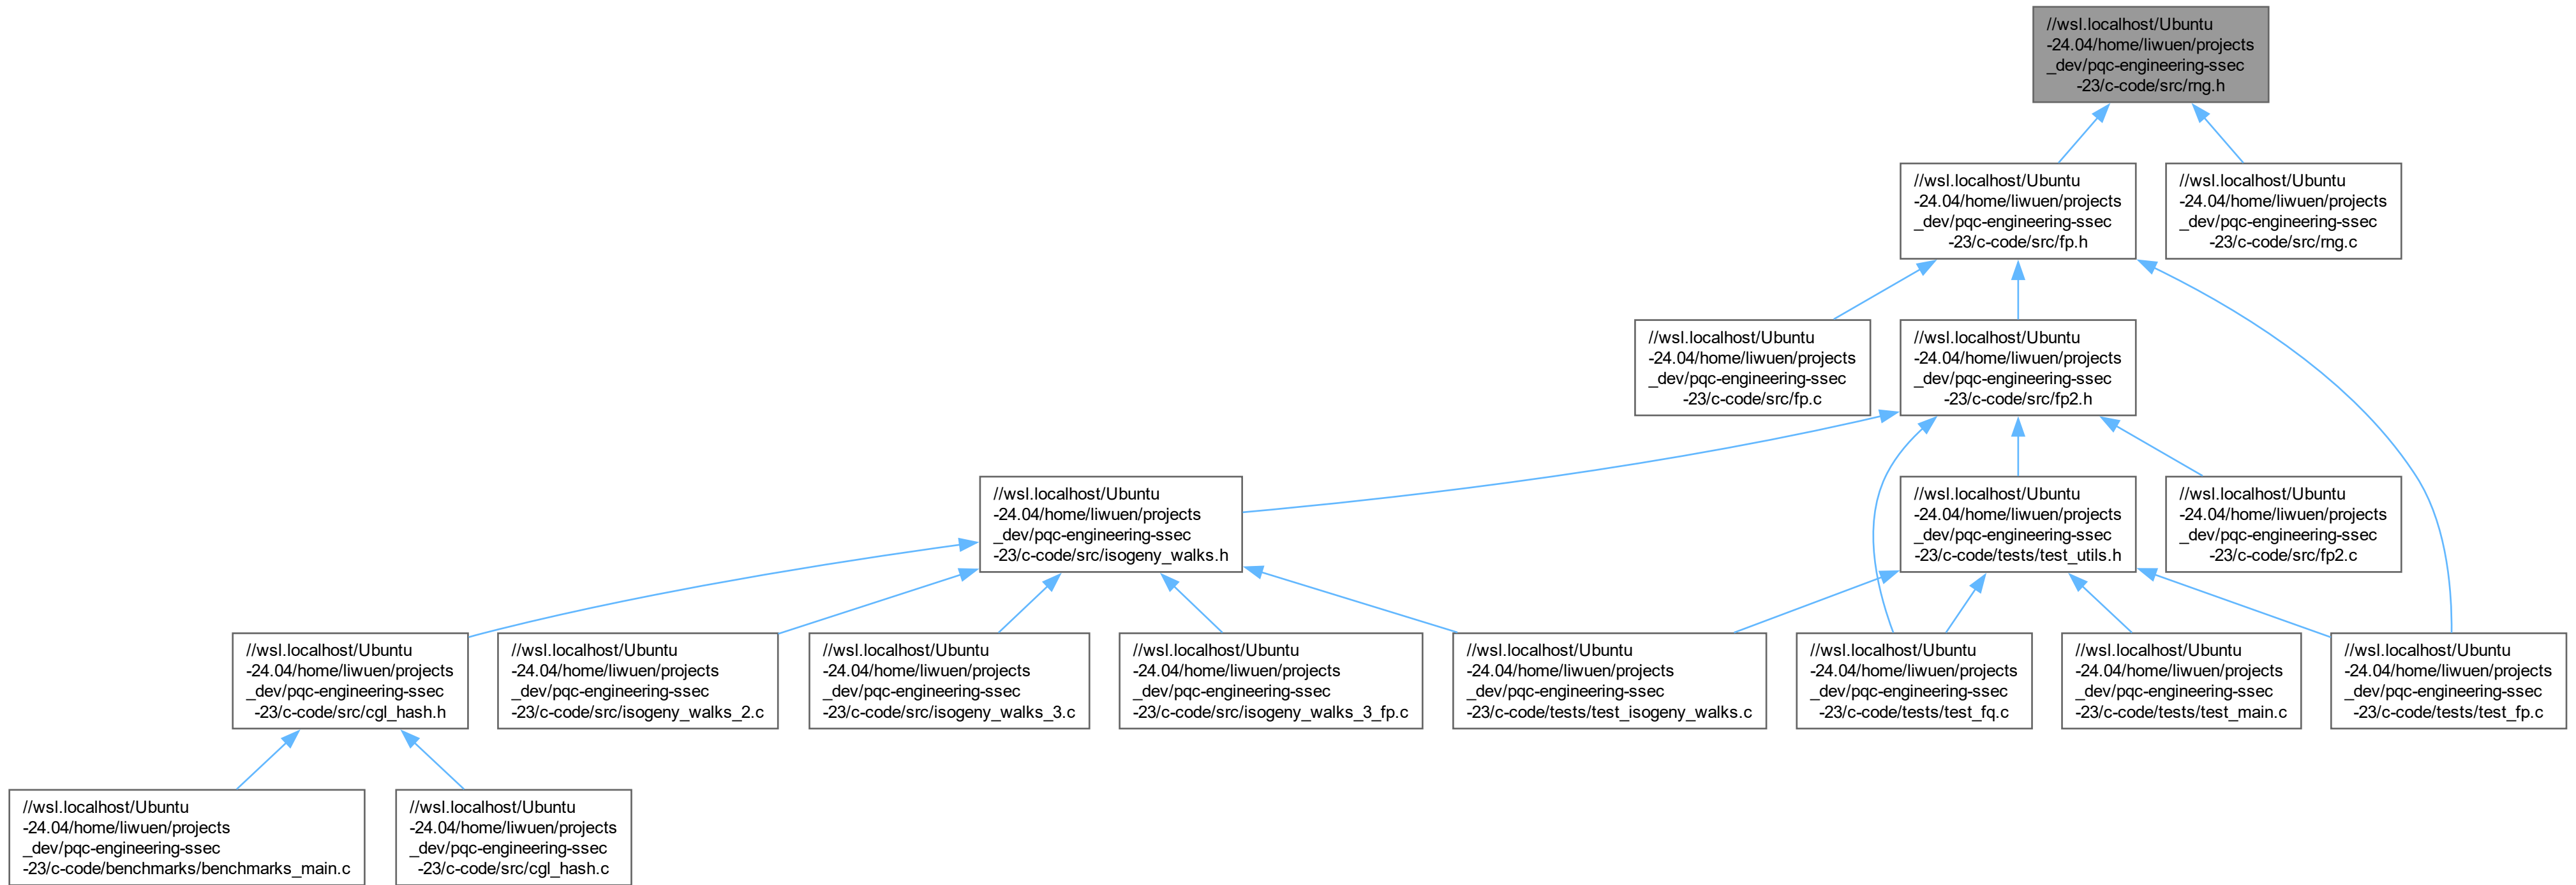 //wsl.localhost/Ubuntu
-24.04/home/liwuen/projects
_dev/pqc-engineering-ssec
-23/c-code/src/rng.h
//wsl.localhost/Ubuntu
-24.04/home/liwuen/projects
_dev/pqc-engineering-ssec
-23/c-code/src/fp.h
//wsl.localhost/Ubuntu
-24.04/home/liwuen/projects
_dev/pqc-engineering-ssec
-23/c-code/src/rng.c
//wsl.localhost/Ubuntu
-24.04/home/liwuen/projects
_dev/pqc-engineering-ssec
-23/c-code/src/fp.c
//wsl.localhost/Ubuntu
-24.04/home/liwuen/projects
_dev/pqc-engineering-ssec
-23/c-code/src/fp2.h
//wsl.localhost/Ubuntu
-24.04/home/liwuen/projects
_dev/pqc-engineering-ssec
-23/c-code/src/isogeny_walks.h
//wsl.localhost/Ubuntu
-24.04/home/liwuen/projects
_dev/pqc-engineering-ssec
-23/c-code/tests/test_utils.h
//wsl.localhost/Ubuntu
-24.04/home/liwuen/projects
_dev/pqc-engineering-ssec
-23/c-code/src/fp2.c
//wsl.localhost/Ubuntu
-24.04/home/liwuen/projects
_dev/pqc-engineering-ssec
-23/c-code/src/cgl_hash.h
//wsl.localhost/Ubuntu
-24.04/home/liwuen/projects
_dev/pqc-engineering-ssec
-23/c-code/src/isogeny_walks_2.c
//wsl.localhost/Ubuntu
-24.04/home/liwuen/projects
_dev/pqc-engineering-ssec
-23/c-code/src/isogeny_walks_3.c
//wsl.localhost/Ubuntu
-24.04/home/liwuen/projects
_dev/pqc-engineering-ssec
-23/c-code/src/isogeny_walks_3_fp.c
//wsl.localhost/Ubuntu
-24.04/home/liwuen/projects
_dev/pqc-engineering-ssec
-23/c-code/tests/test_isogeny_walks.c
//wsl.localhost/Ubuntu
-24.04/home/liwuen/projects
_dev/pqc-engineering-ssec
-23/c-code/tests/test_fq.c
//wsl.localhost/Ubuntu
-24.04/home/liwuen/projects
_dev/pqc-engineering-ssec
-23/c-code/tests/test_main.c
//wsl.localhost/Ubuntu
-24.04/home/liwuen/projects
_dev/pqc-engineering-ssec
-23/c-code/tests/test_fp.c
//wsl.localhost/Ubuntu
-24.04/home/liwuen/projects
_dev/pqc-engineering-ssec
-23/c-code/benchmarks/benchmarks_main.c
//wsl.localhost/Ubuntu
-24.04/home/liwuen/projects
_dev/pqc-engineering-ssec
-23/c-code/src/cgl_hash.c